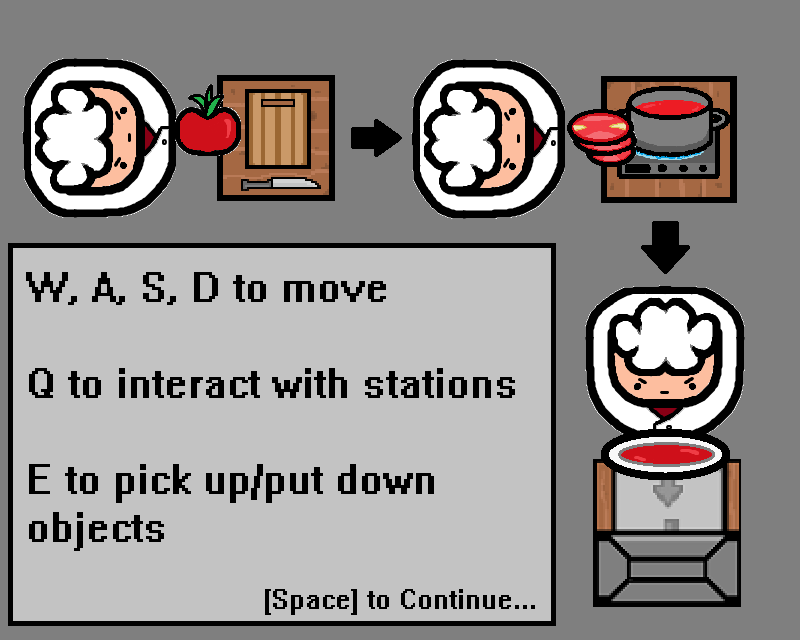 W, A, S, D to move
Q to interact with stations
E to pick up/put down
objects
[Space] to Continue...